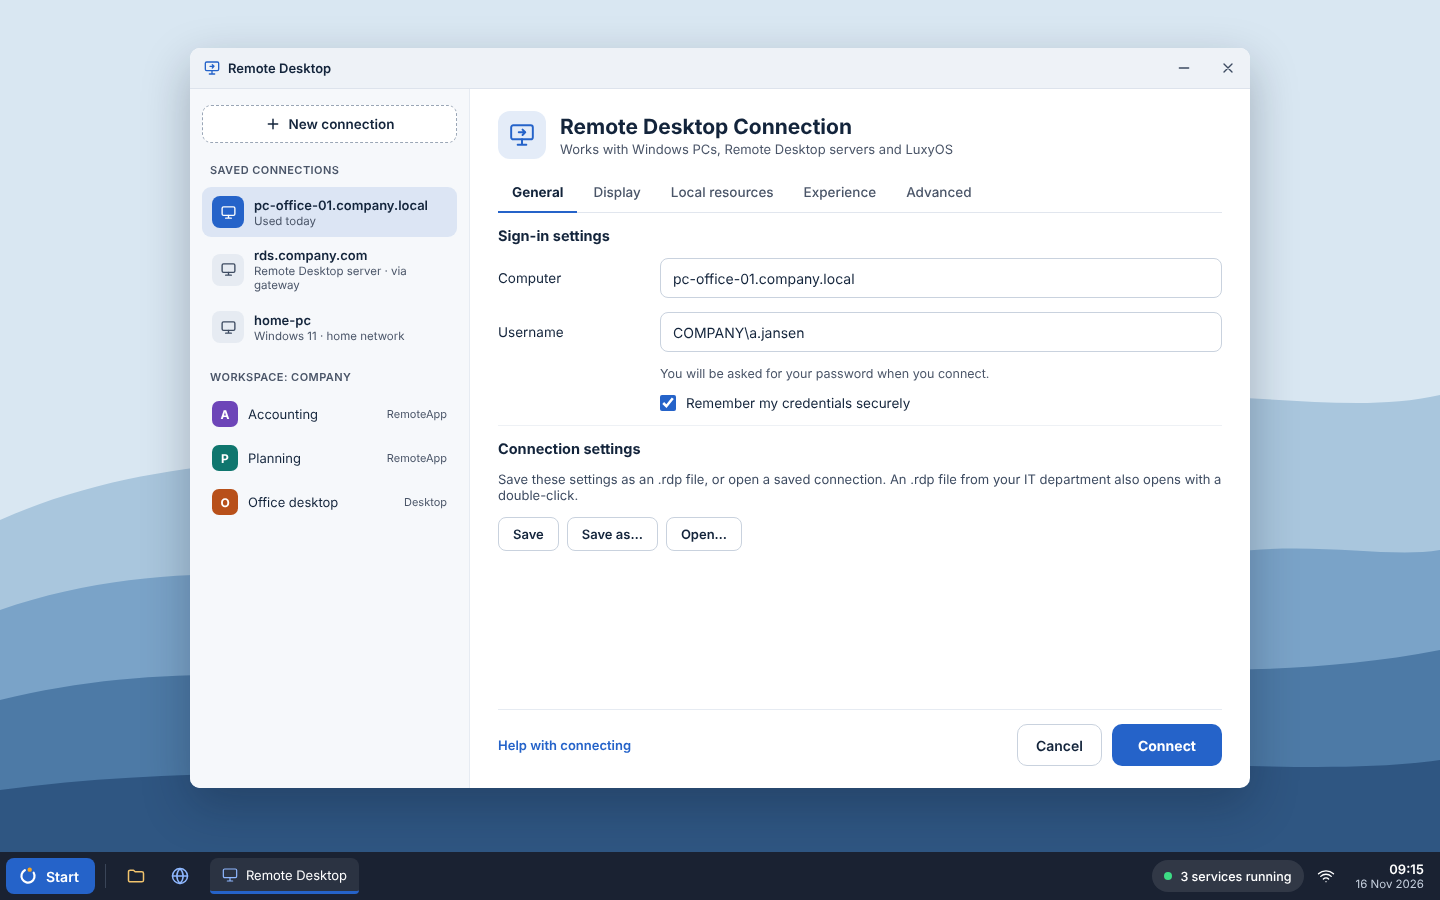 Remote Desktop
New connection
SAVED CONNECTIONS
pc-office-01.company.local
Used today
rds.company.com
Remote Desktop server · via
gateway
home-pc
Windows 11 · home network
WORKSPACE: COMPANY
A Accounting RemoteApp
P Planning RemoteApp
O Office desktop Desktop
Remote Desktop Connection
Works with Windows PCs, Remote Desktop servers and LuxyOS
General Display Local resources Experience Advanced
Sign-in settings
Computer pc-office-01.company.local
Username COMPANY\a.jansen
You will be asked for your password when you connect.
Remember my credentials securely
Connection settings
Save these settings as an .rdp file, or open a saved connection. An .rdp file from your IT department also opens with a
double-click.
Save Save as... Open...
Help with connecting Cancel Connect
Start Remote Desktop 3 services running 09:15
16 Nov 2026